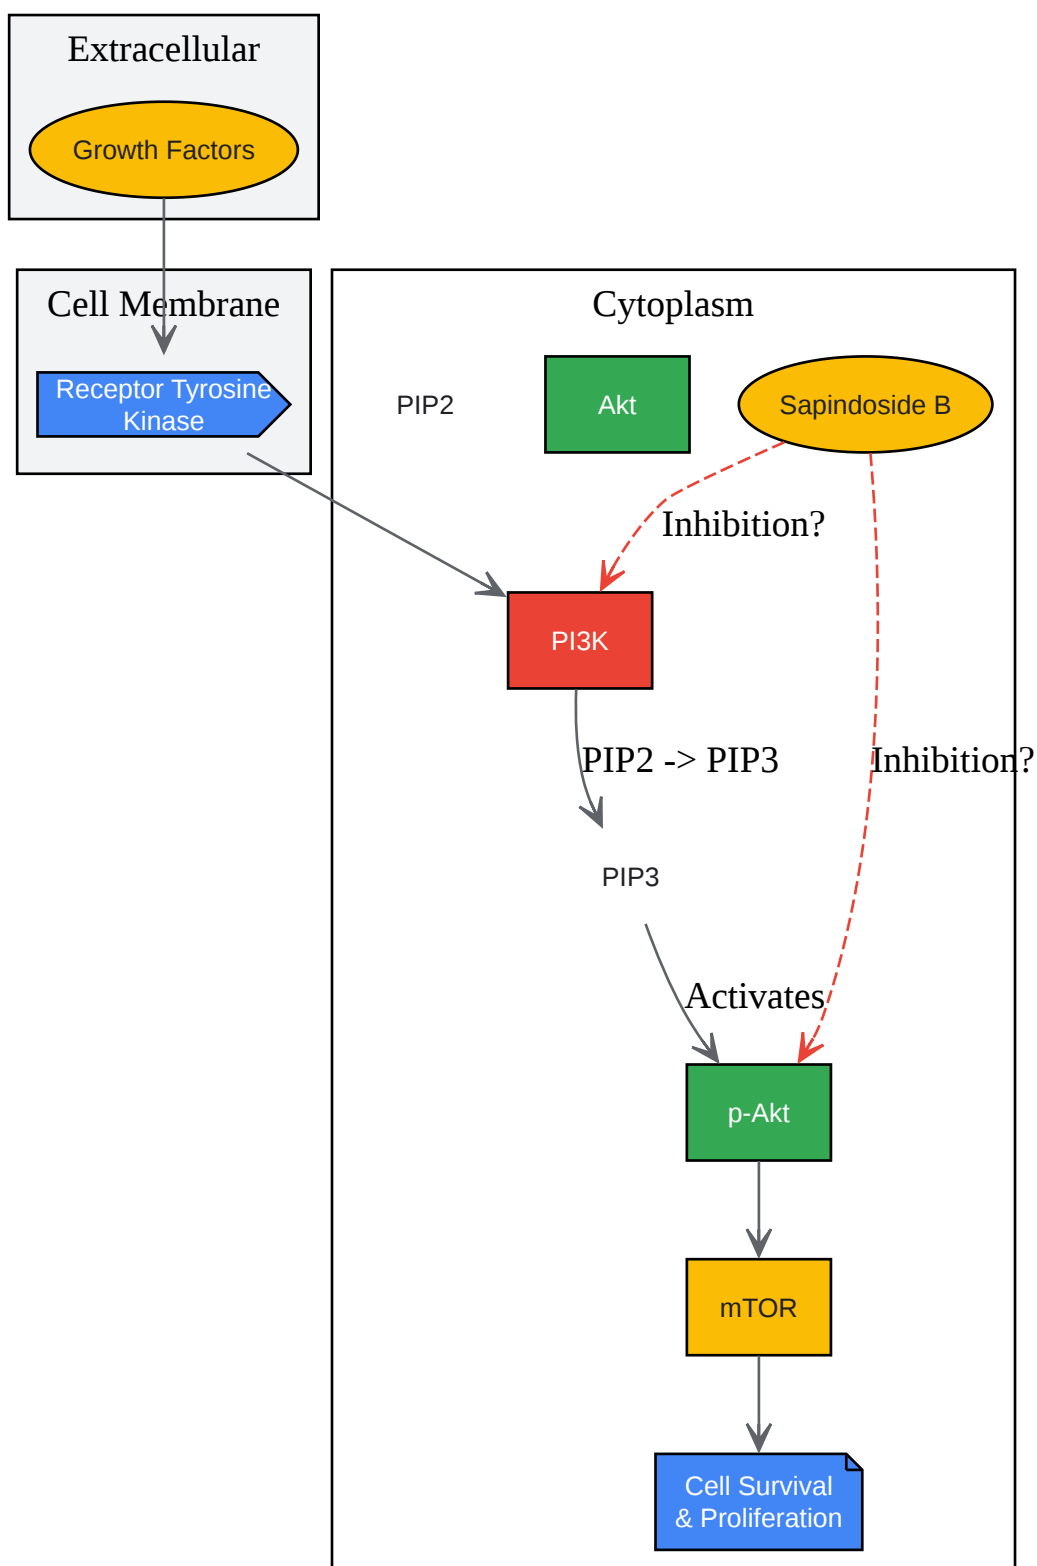 Extracellular
Growth Factors
Cell Membrane
Receptor Tyrosine
Kinase
Cytoplasm
PIP2
Akt
Sapindoside B
Inhibition?
PI3K
PIP2 -> PIP3
Inhibition?
PIP3
Activates
p-Akt
mTOR
Cell Survival
& Proliferation